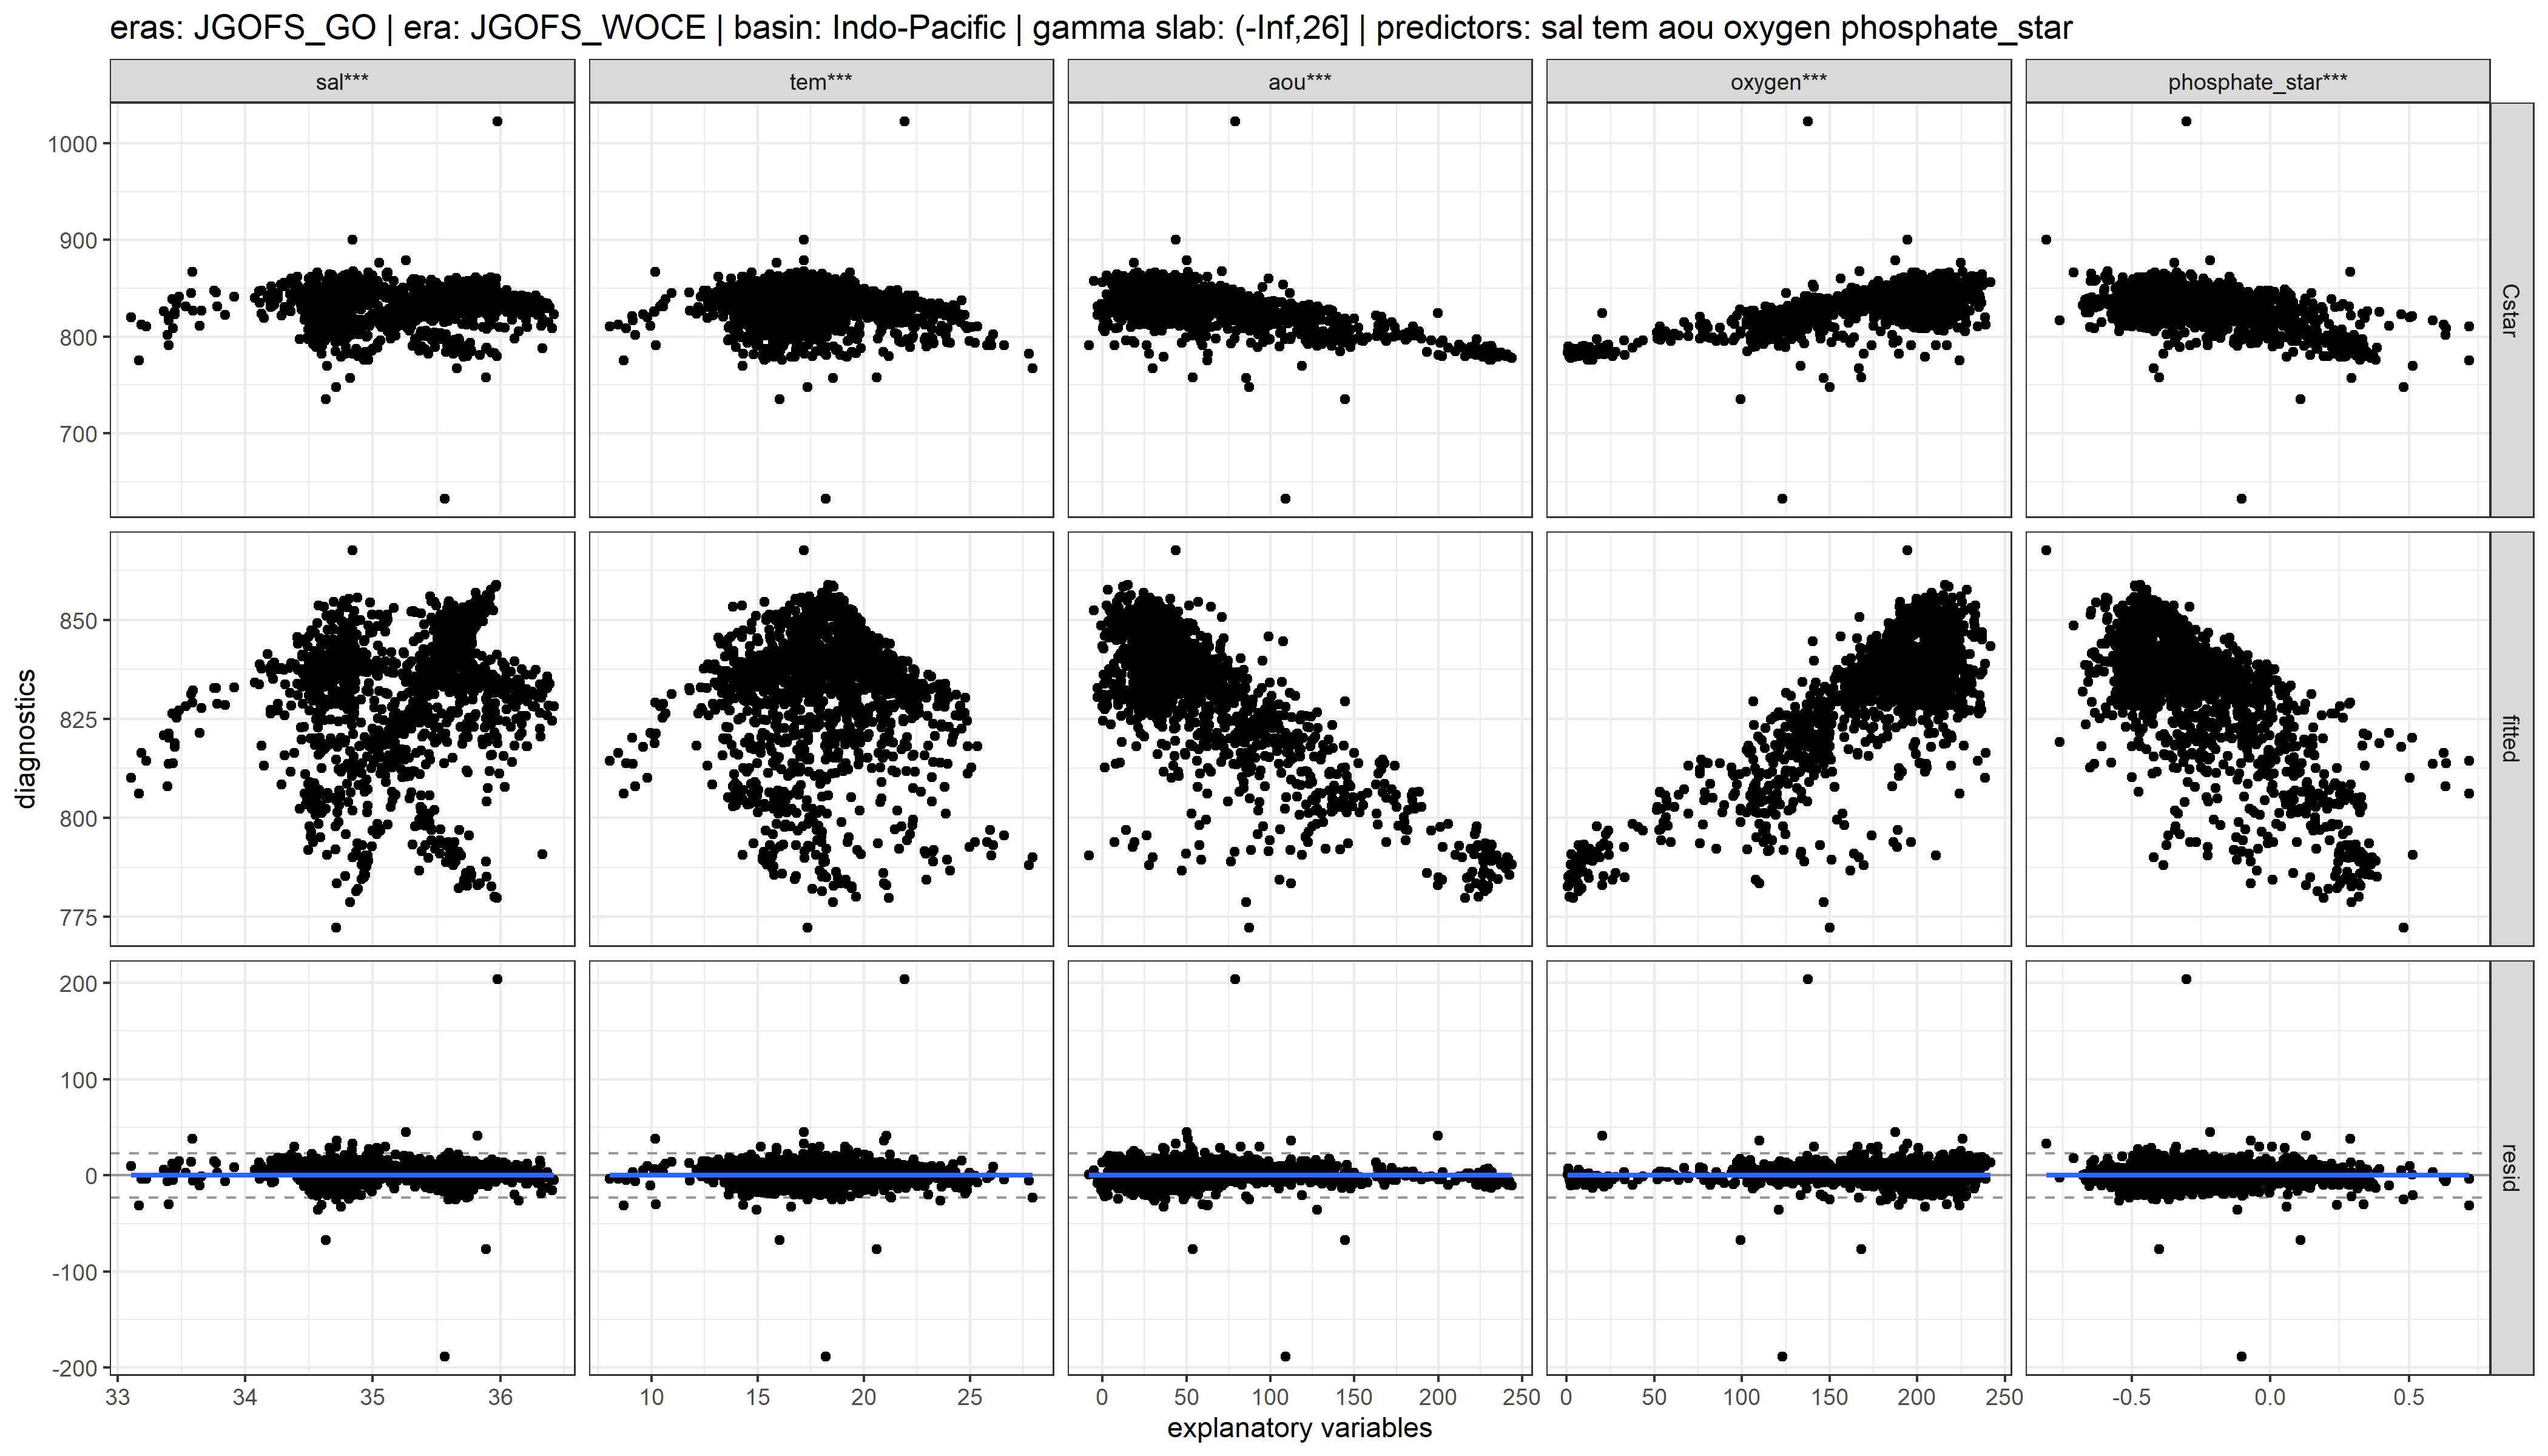 eras: JGOFS_GO | era: JGOFS_WOCE | basin: Indo-Pacific | gamma slab: (-Inf,26] | predictors: sal tem aou oxygen phosphate_star
sal*** tem*** aou*** oxygen*** phosphate_star***
1000
900
800
700
Cstar
850
825
800
775
fitted
diagnostics
200
100
0
-100
-200
resid
33 34 35 36 10 15 20 25 0 50 100 150 200 250 0 50 100 150 200 250 -0.5 0.0 0.5
explanatory variables